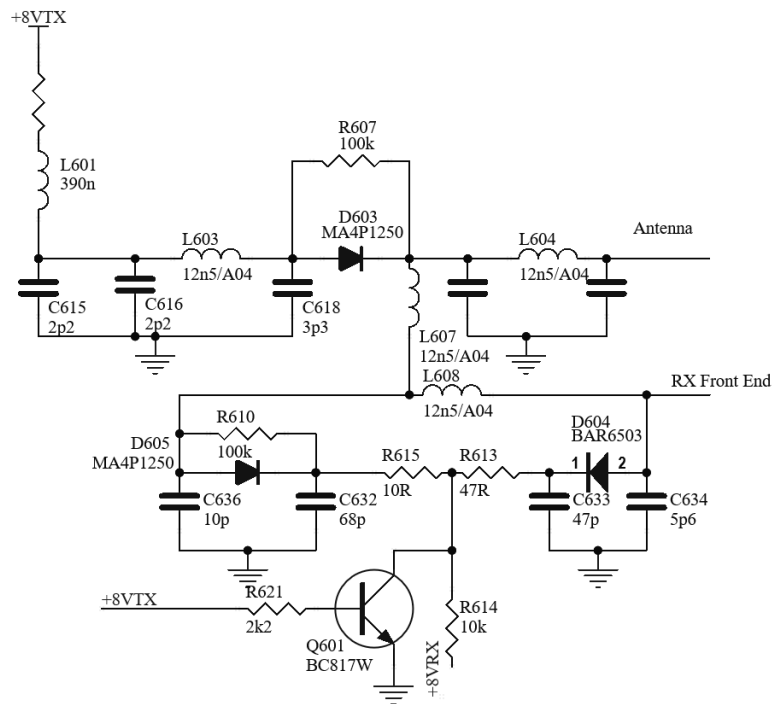 +8VTX
L601
390n
R607
100k
D603
MA4P1250
L603
12n5/A04
L604
12n5/A04
Antenna
C615
2p2
C616
2p2
C618
3p3
L607
12n5/A04
L608
12n5/A04
RX Front End
R610
100k
D605
MA4P1250
R615
10R
R613
47R
D604
BAR6503
1
2
C636
10p
C632
68p
C633
47p
C634
5p6
+8VTX
R621
2k2
R614
10k
Q601
BC817W
+8VRX